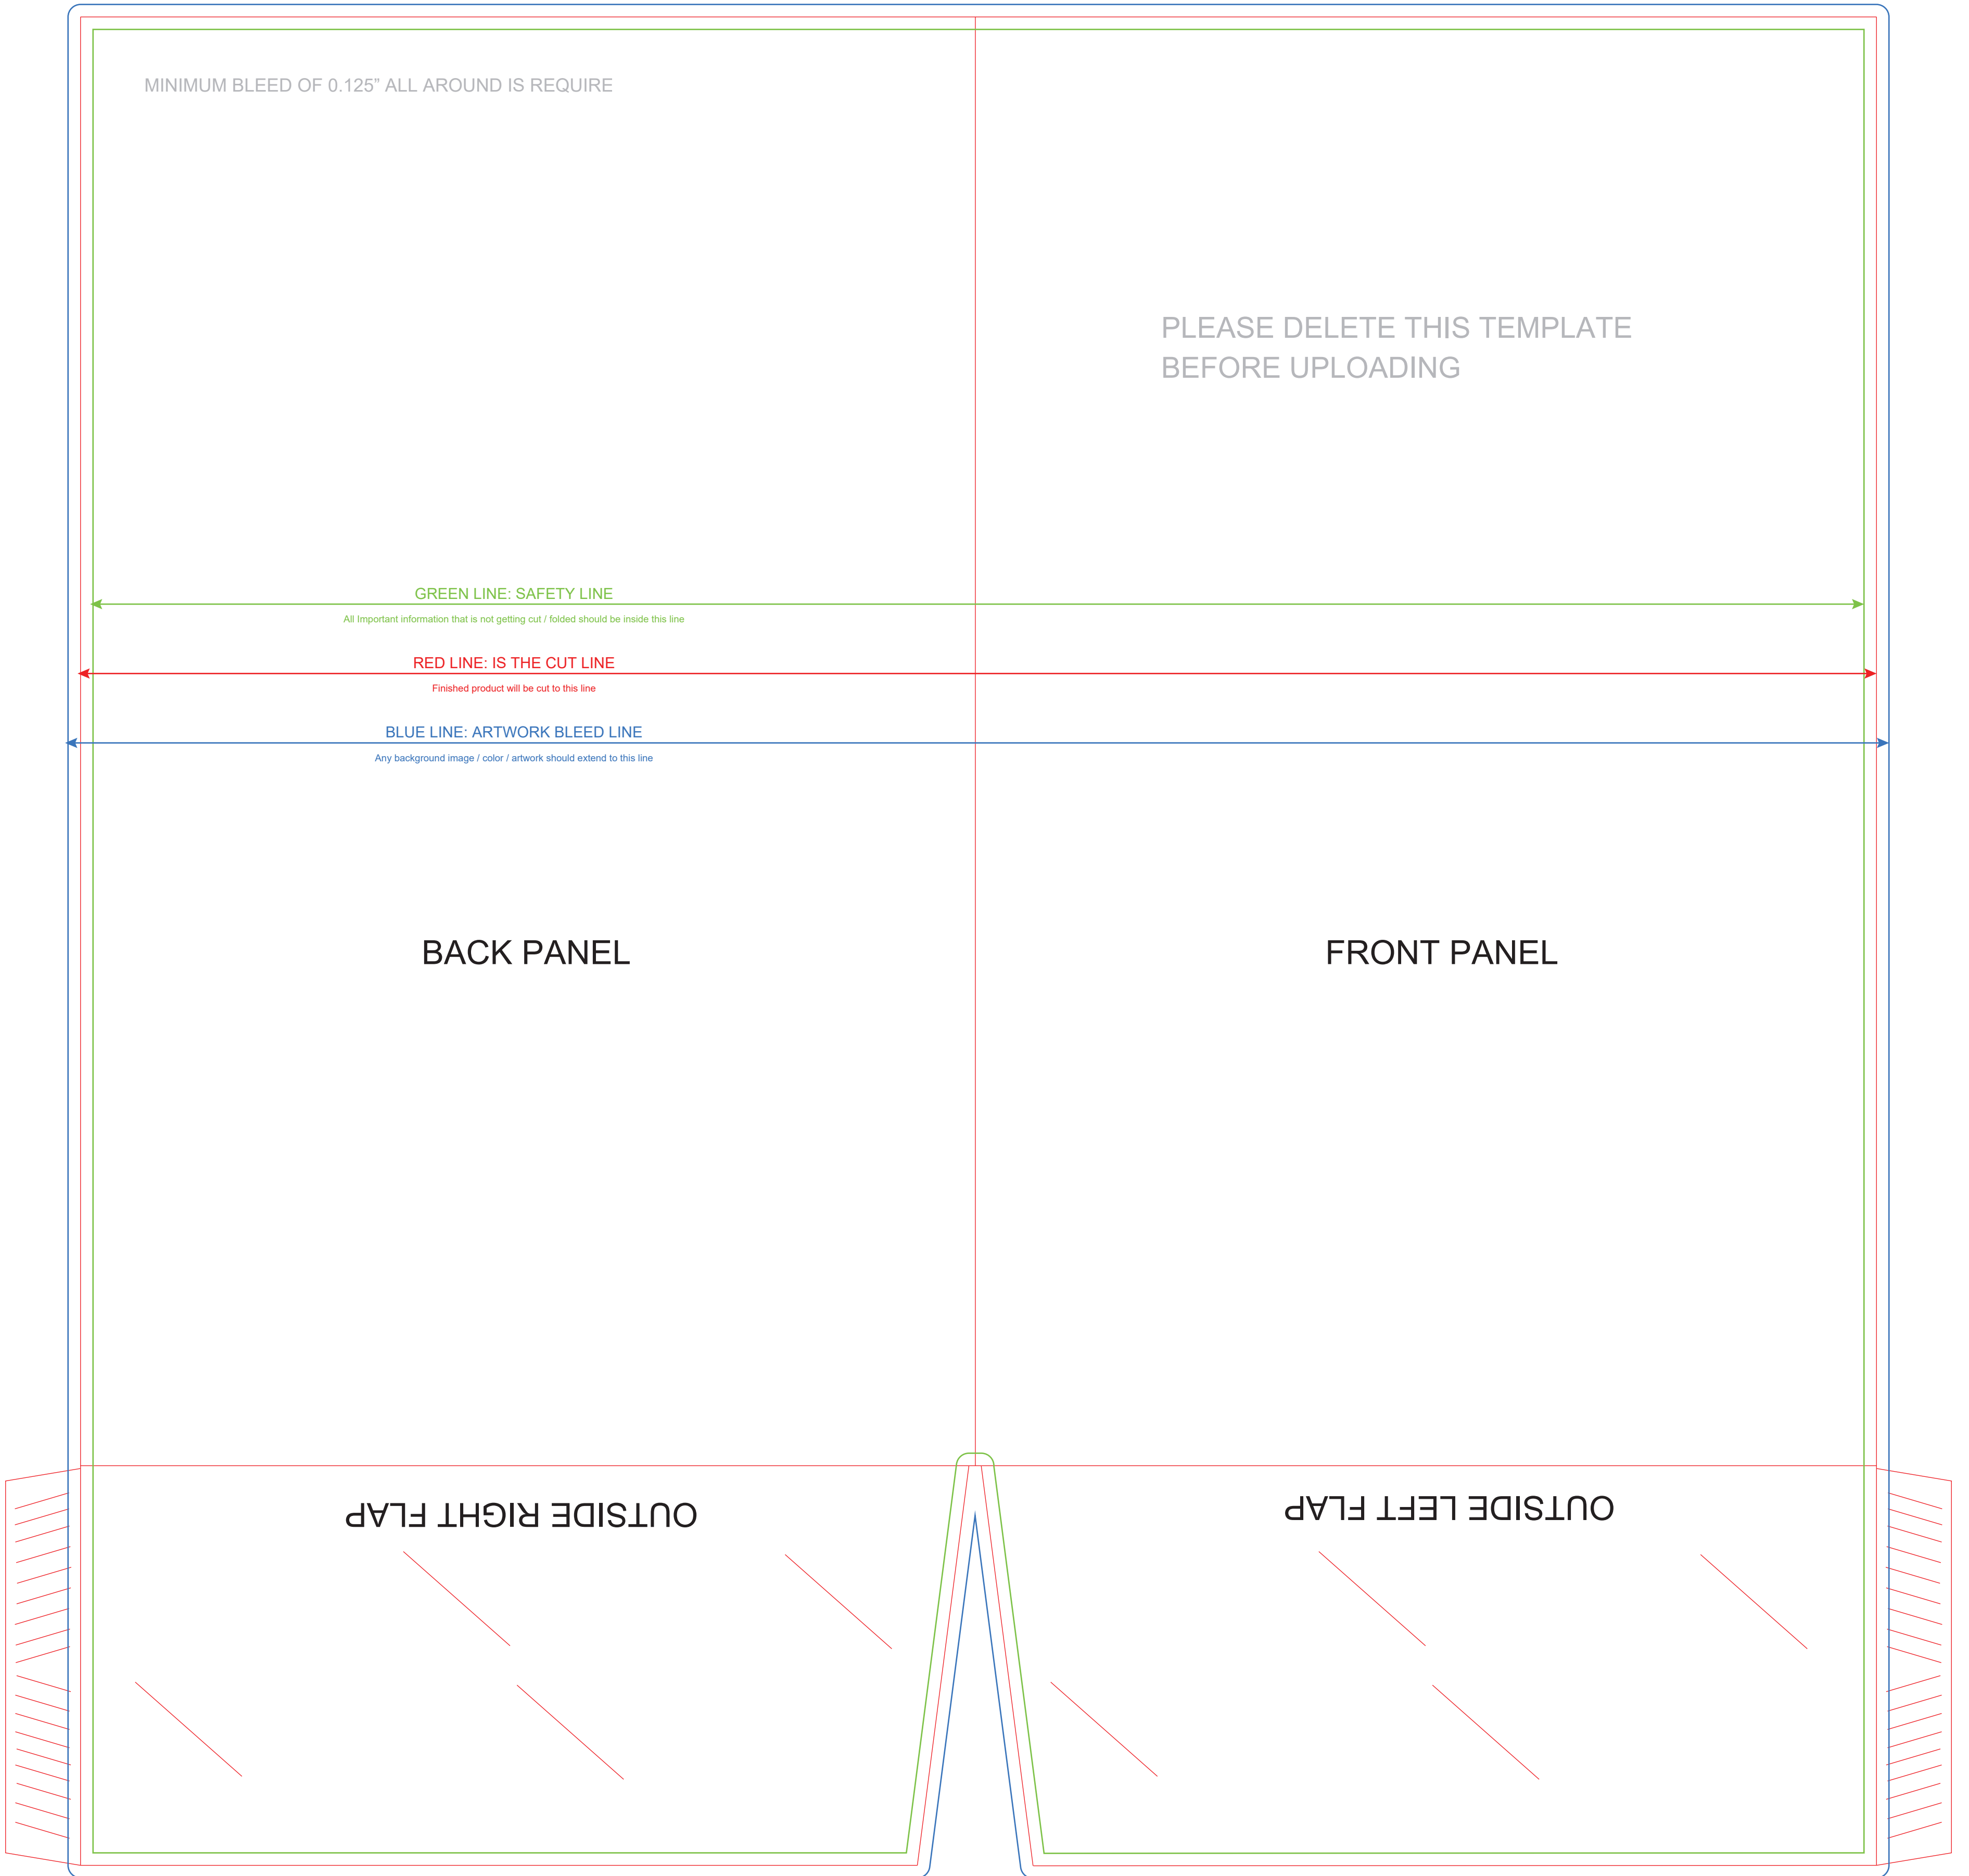 MINIMUM BLEED OF 0.125” ALL AROUND IS REQUIRE
PLEASE DELETE THIS TEMPLATE
BEFORE UPLOADING
GREEN LINE: SAFETY LINE
All Important information that is not getting cut / folded should be inside this line
RED LINE: IS THE CUT LINE
Finished product will be cut to this line
BLUE LINE: ARTWORK BLEED LINE
Any background image / color / artwork should extend to this line
BACK PANEL
FRONT PANEL
OUTSIDE RIGHT FLAP
OUTSIDE LEFT FLAP